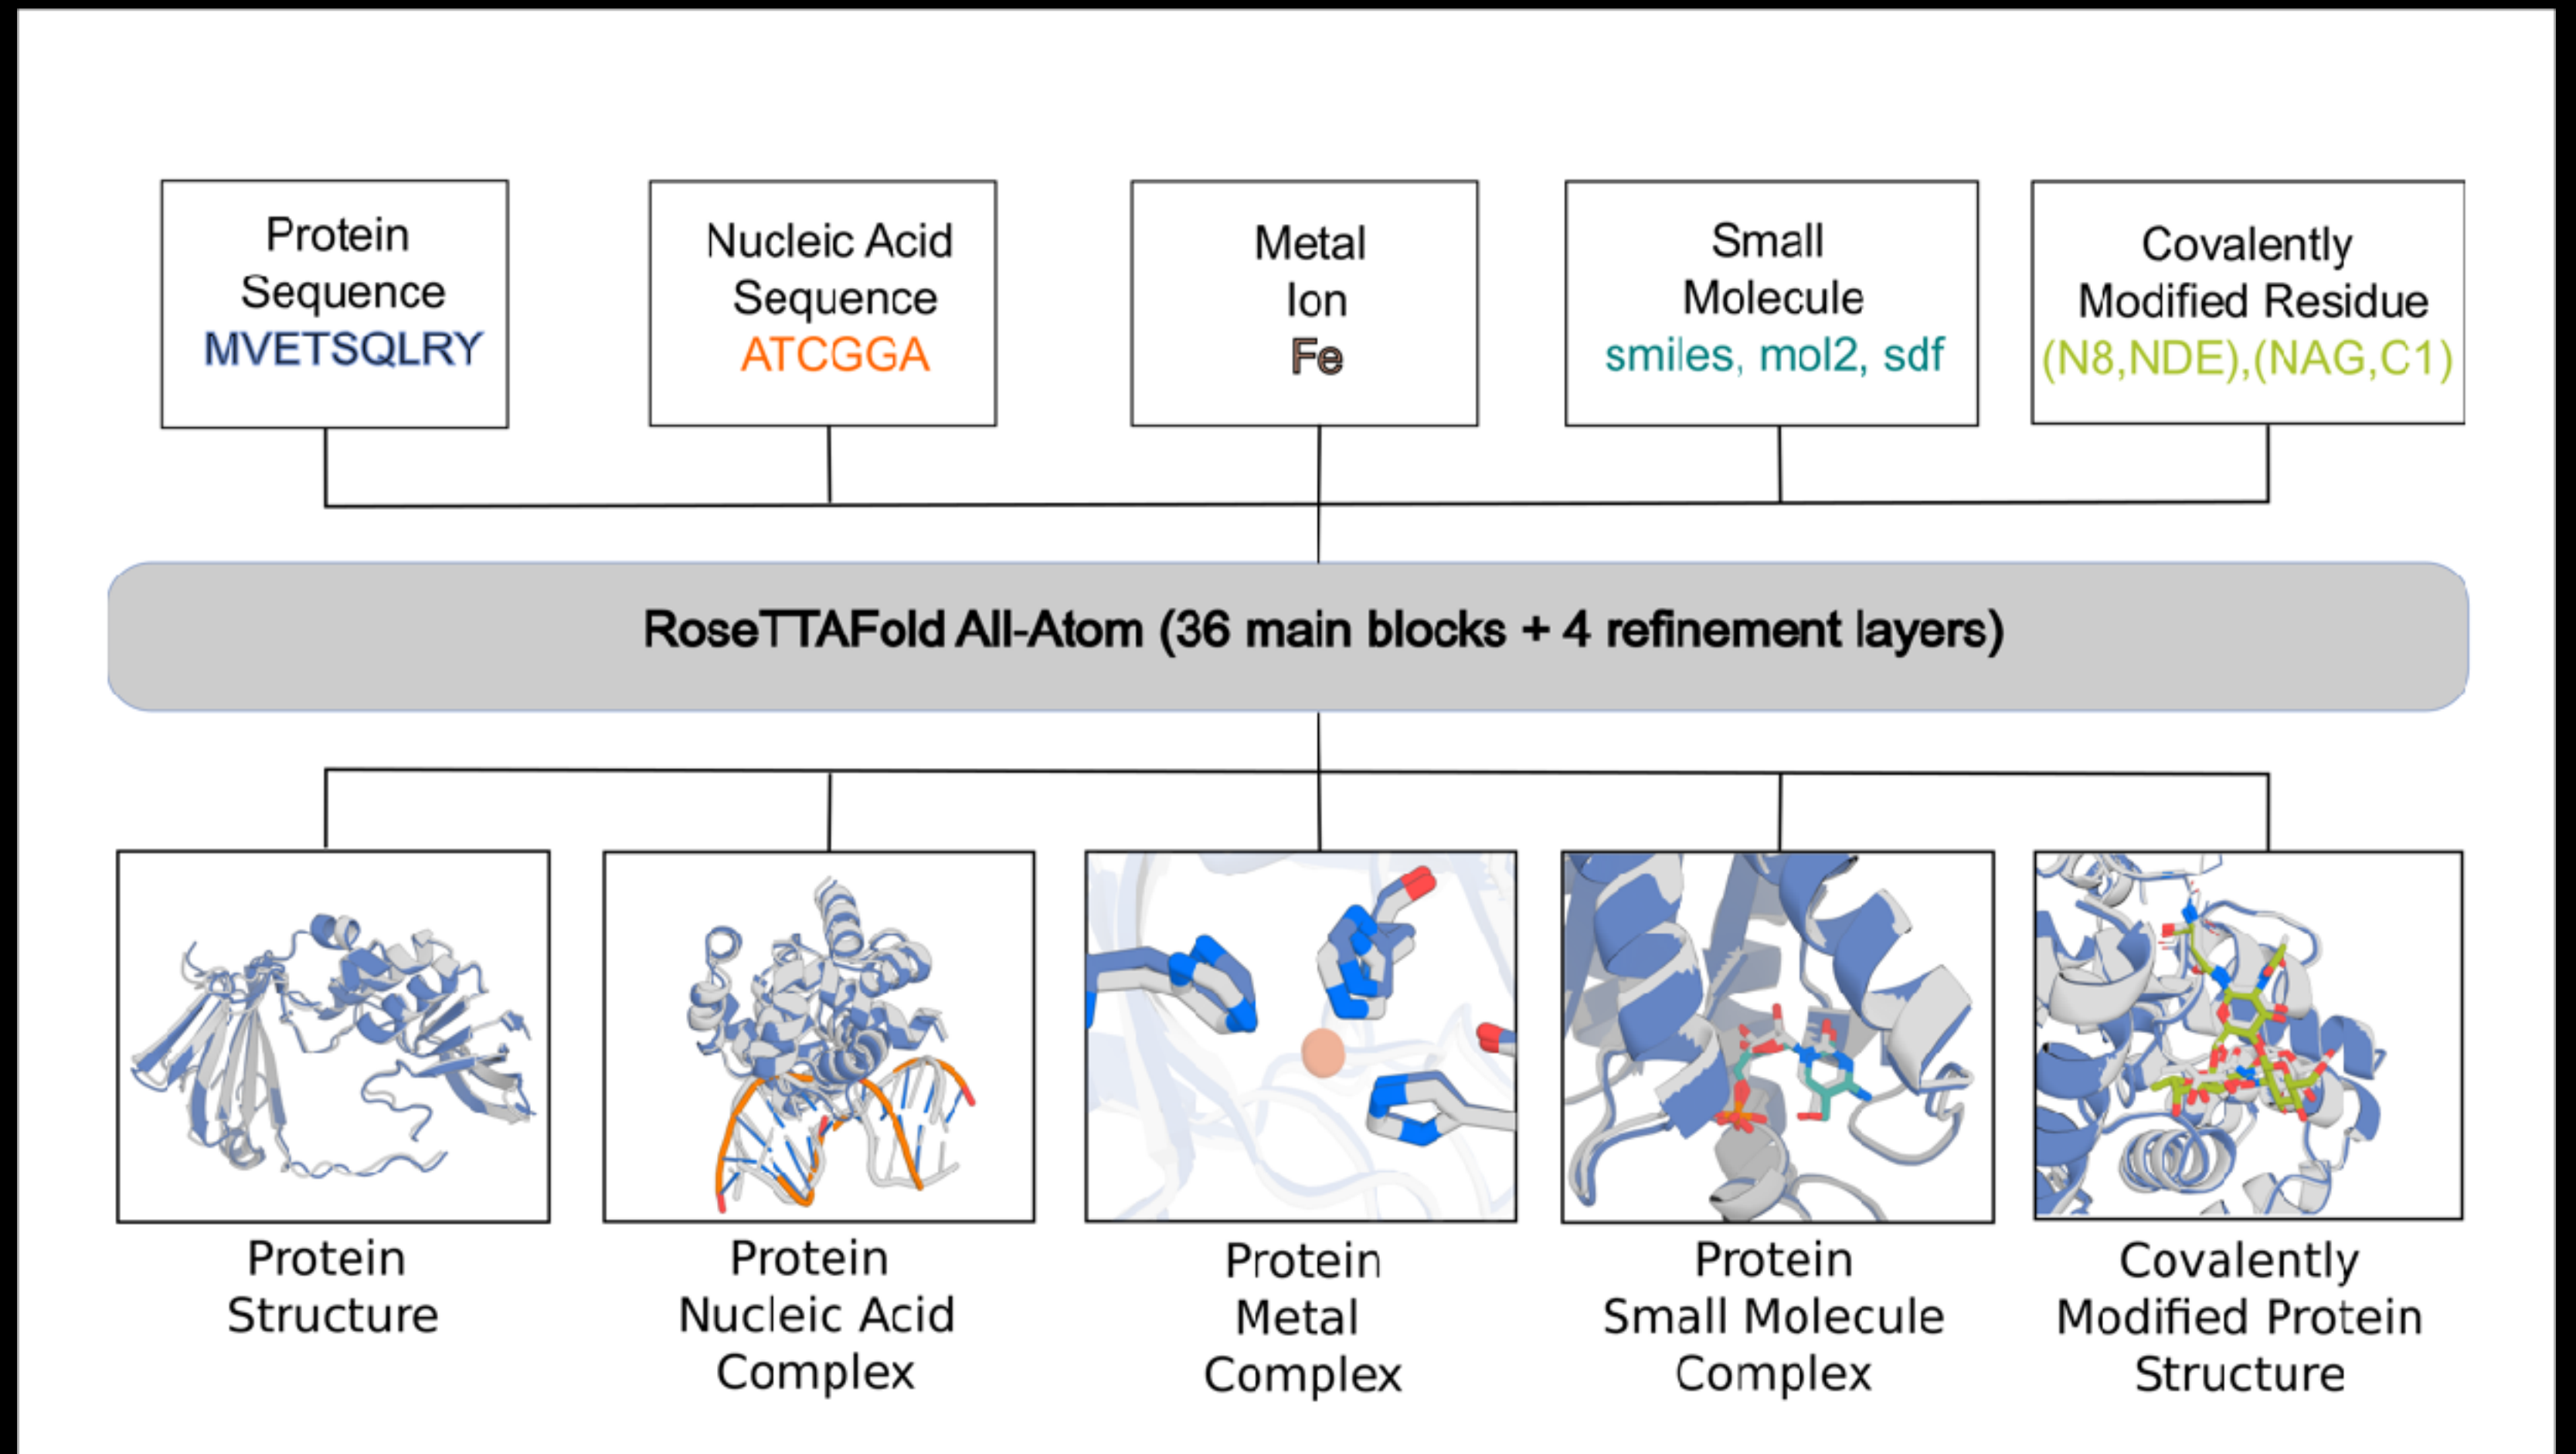 Protein
Sequence
MVETSQLRY
Nucleic Acid
Sequence
ATCGGA
Metal
Ion
Fe
Small
Molecule
smiles, mol2, sdf
Covalently
Modified Residue
(N8,NDE),(NAG,C1)
RoseTTAFold All-Atom (36 main blocks + 4 refinement layers)
Protein
Structure
Protein
Nucleic Acid
Complex
Protein
Metal
Complex
Protein
Small Molecule
Complex
Covalently
Modified Protein
Structure